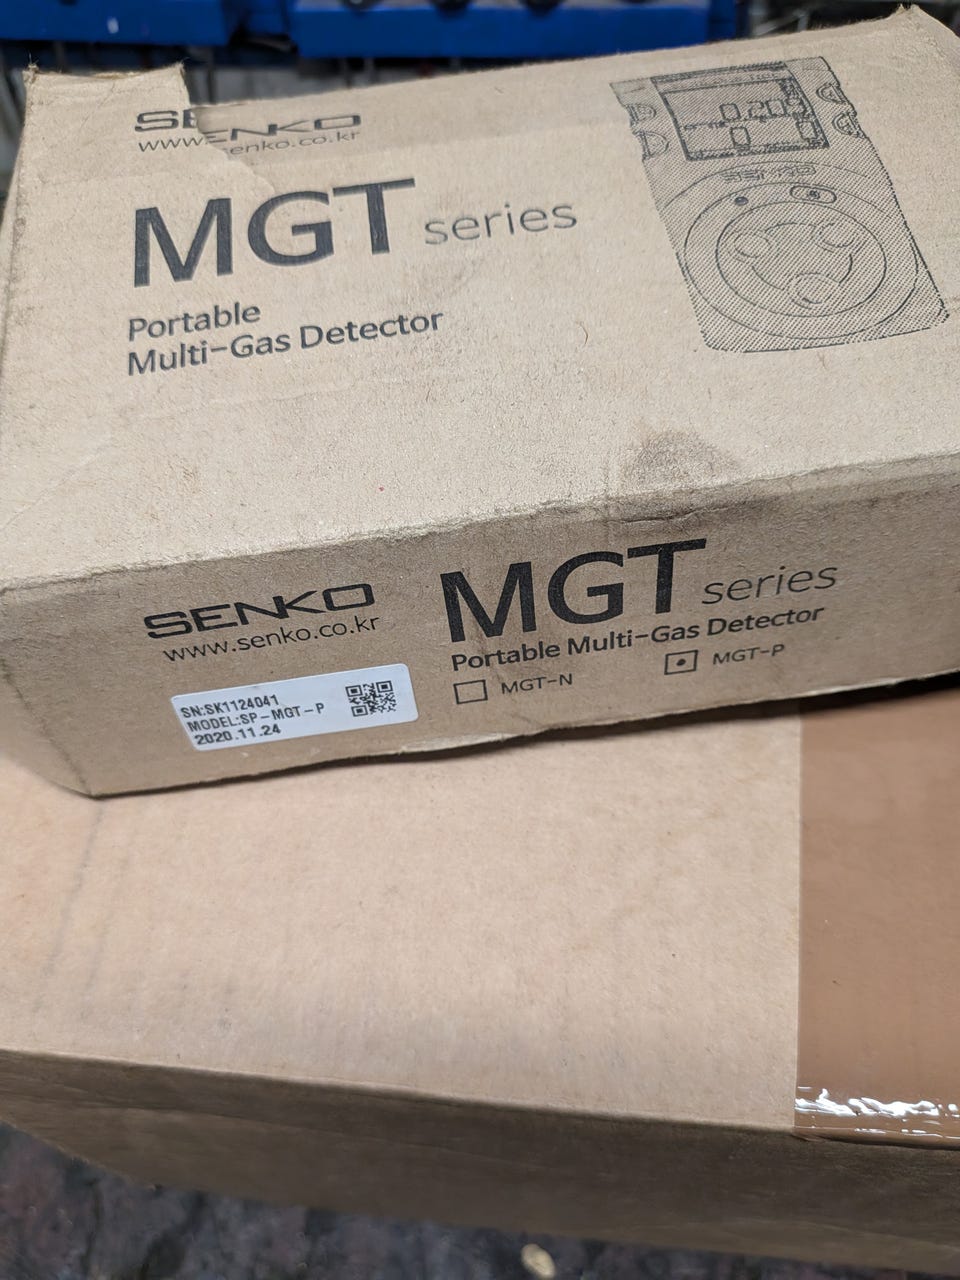 SENKO
www.senko.co.kr
MGT series
Portable
Multi-Gas Detector
SENKO
SENKO
www.senko.co.kr
MGT series
Portable Multi-Gas Detector
MGT-N
MGT-P
SN:SK1124041
MODEL:SP-MGT-P
2020.11.24